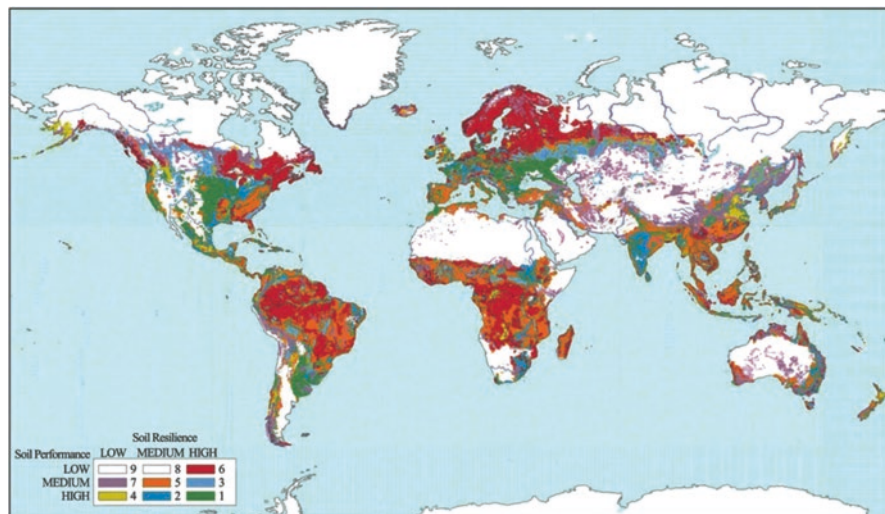 Soil Resilience
Soil Performance LOW MEDIUM HIGH
LOW 9 8 6
MEDIUM 7 5 3
HIGH 4 2 1